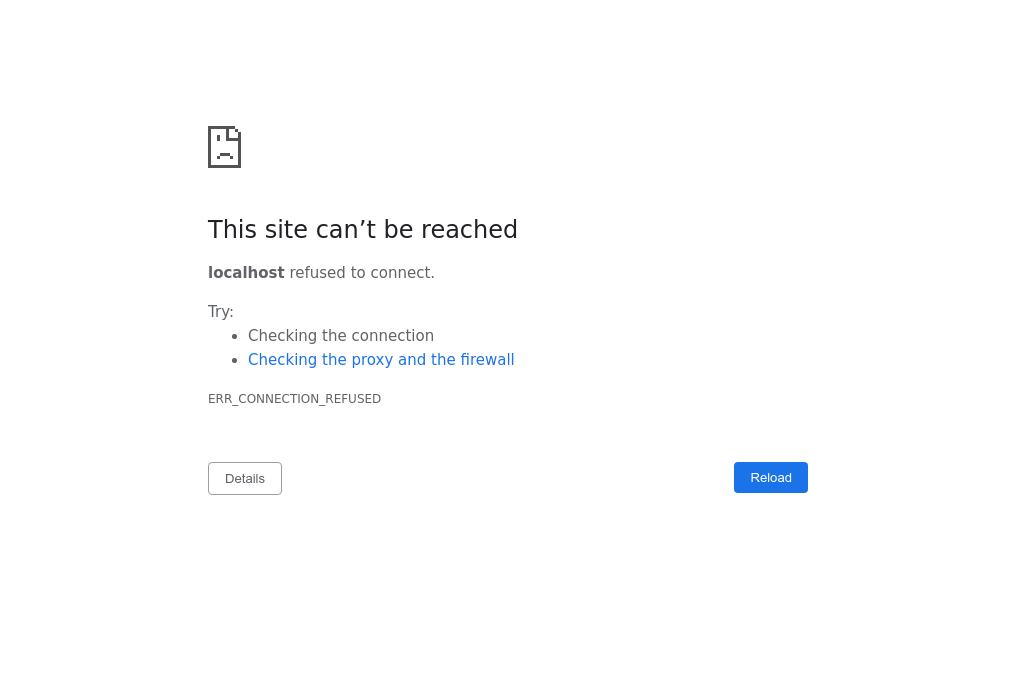 This site can’t be reached
localhost refused to connect.
Try:
Checking the connection
Checking the proxy and the firewall
ERR_CONNECTION_REFUSED
Details
Reload